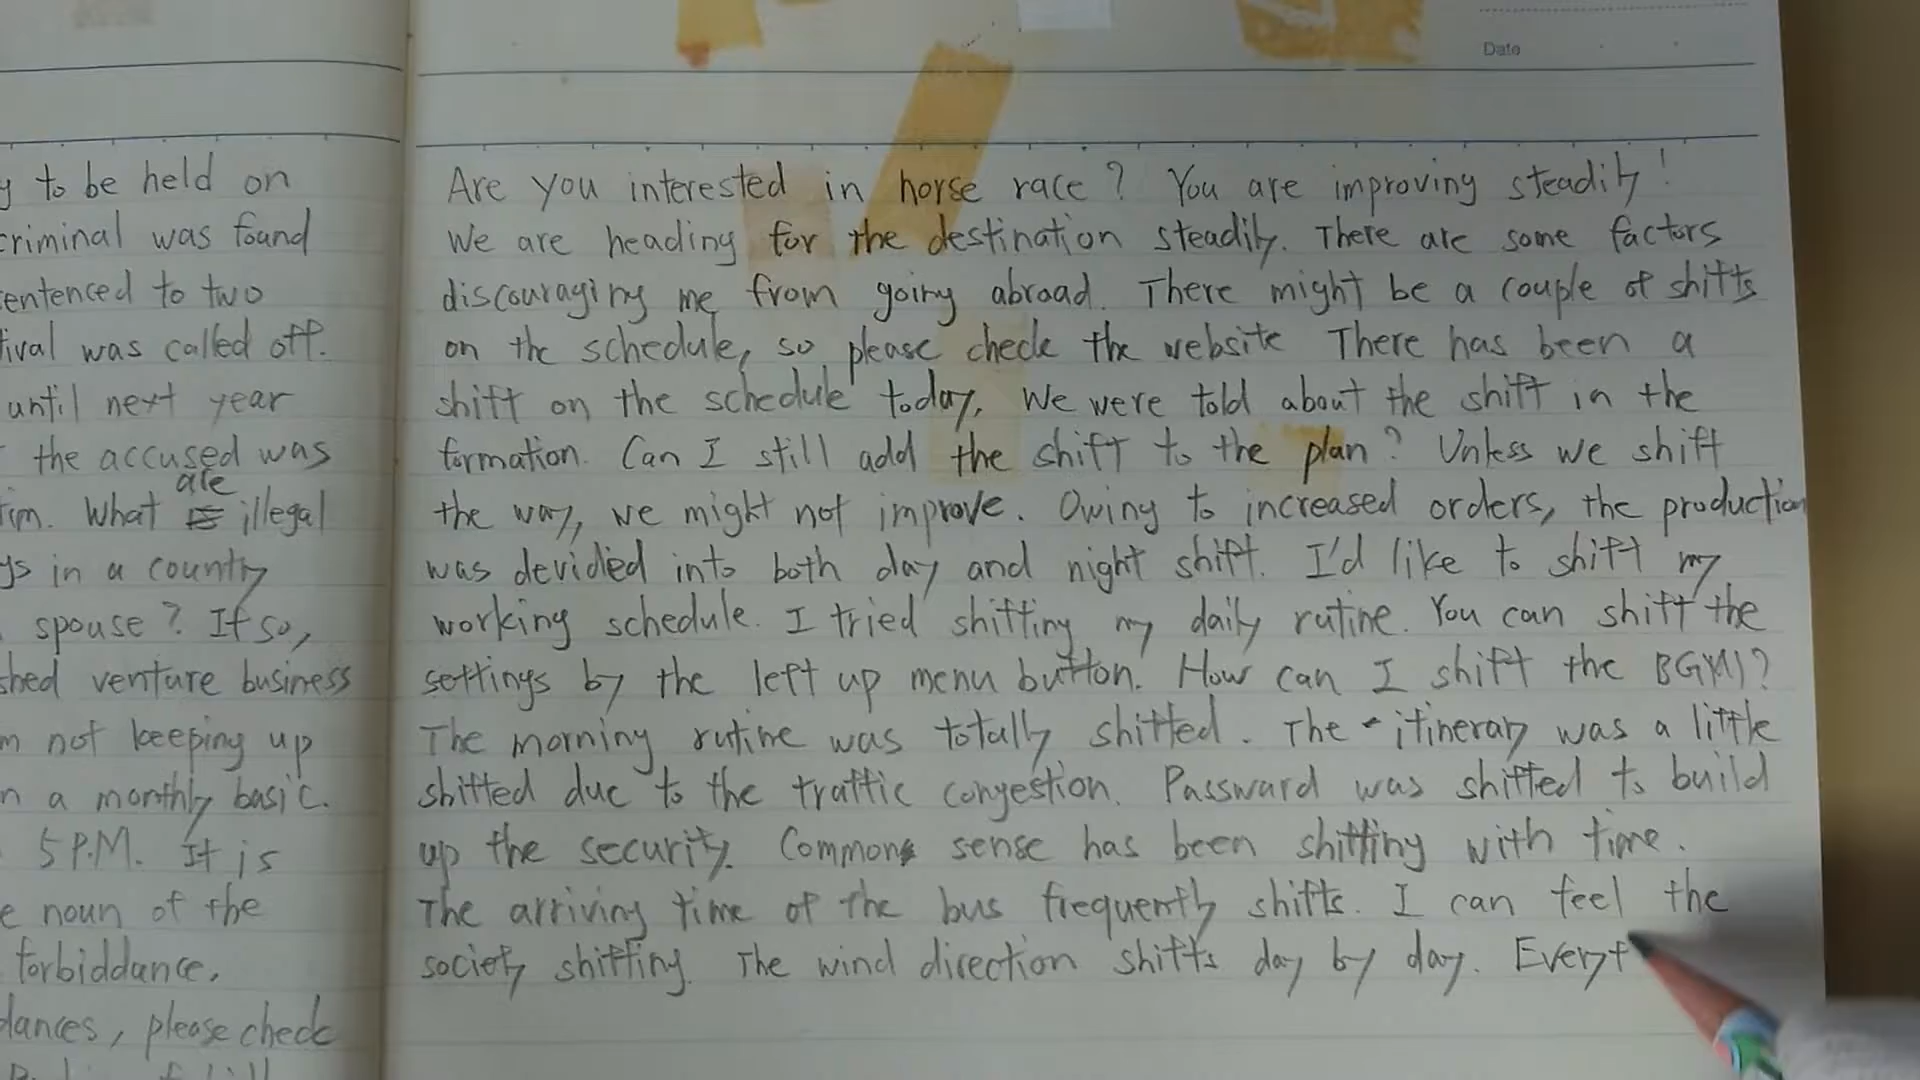 Date
y to be held on
criminal was found
sentenced to two
tival was called off.
until next year
the accused was
are
tim. What illegal
ys in a country
spouse? If so,
shed venture business
m not keeping up
n a monthly basic.
5 P.M. It is
e noun of the
forbiddance.
dances, please check
Are you interested in horse race? You are improving steadily!
We are heading for the destination steadily. There are some factors
discouraging me from going abroad. There might be a couple of shifts
on the schedule, so please check the website There has been a
shift on the schedule today. We were told about the shift in the
formation. Can I still add the shift to the plan? Unless we shift
the way, we might not improve. Owing to increased orders, the production
was devided into both day and night shift. I'd like to shift my
working schedule. I tried shifting my daily rutine. You can shift the
settings by the left up menu button. How can I shift the BGM?
The morning rutine was totally shifted. The itinerary was a little
shifted due to the traffic congestion. Passward was shifted to build
up the security. Common sense has been shifting with time.
The arriving time of the bus frequently shifts. I can feel the
society shifting. The wind direction shifts day by day. Everyt